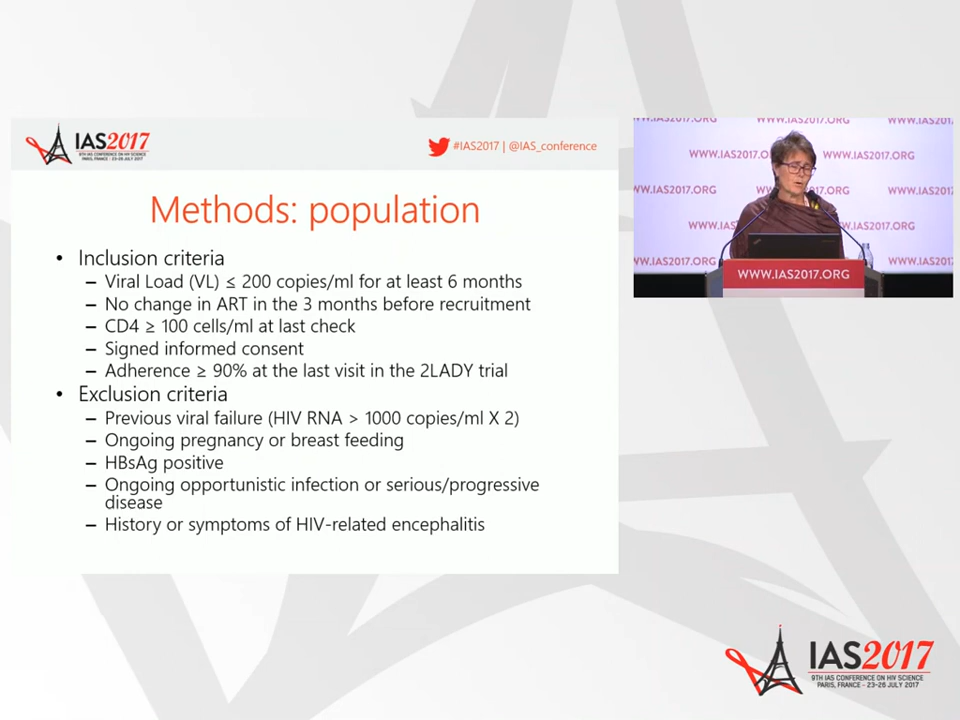 IAS2017
9TH IAS CONFERENCE ON HIV SCIENCE
PARIS, FRANCE · 23-26 JULY 2017
#IAS2017 | @IAS_conference
Methods: population
• Inclusion criteria
– Viral Load (VL) ≤ 200 copies/ml for at least 6 months
– No change in ART in the 3 months before recruitment
– CD4 ≥ 100 cells/ml at last check
– Signed informed consent
– Adherence ≥ 90% at the last visit in the 2LADY trial
• Exclusion criteria
– Previous viral failure (HIV RNA > 1000 copies/ml X 2)
– Ongoing pregnancy or breast feeding
– HBsAg positive
– Ongoing opportunistic infection or serious/progressive
disease
– History or symptoms of HIV-related encephalitis
WWW.IAS2017.ORG
WWW.IAS2017.ORG
WWW.IAS2017.ORG
IAS2017
9TH IAS CONFERENCE ON HIV SCIENCE
PARIS, FRANCE - 23-26 JULY 2017